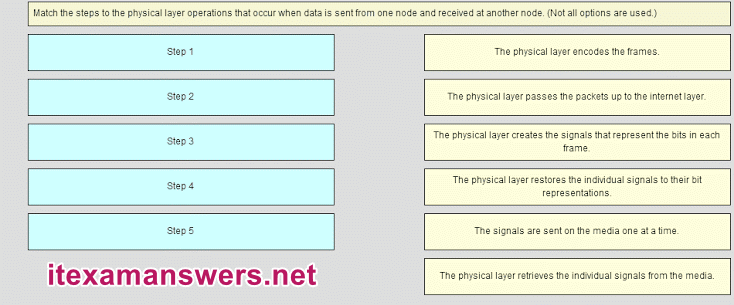 Match the steps to the physical layer operations that occur when data is sent from one node and received at another node. (Not all options are used.)
Step 1
The physical layer encodes the frames.
Step 2
The physical layer passes the packets up to the internet layer.
Step 3
The physical layer creates the signals that represent the bits in each
frame.
Step 4
The physical layer restores the individual signals to their bit
representations.
Step 5
The signals are sent on the media one at a time.
The physical layer retrieves the individual signals from the media.
itexamanswers.net